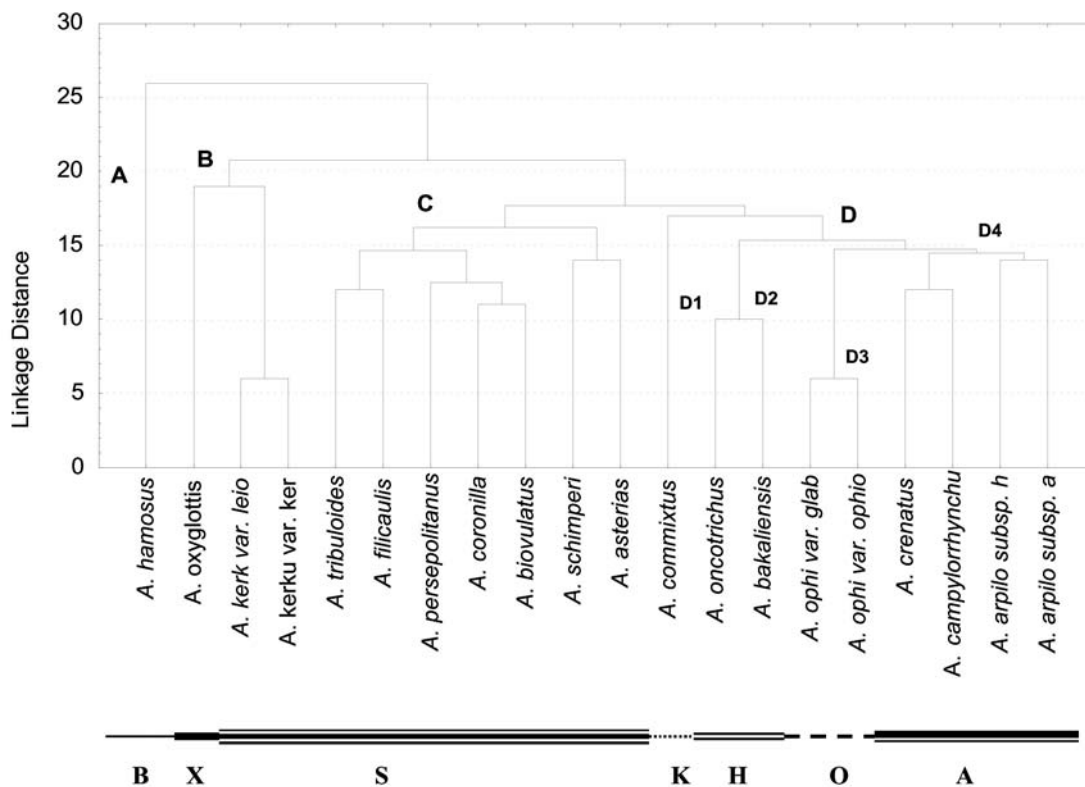 30
25
20
15
10
5
0
Linkage Distance
A
B
C
D
D1
D2
D3
D4
A. hamosus
A. oxyglottis
A. kerk var. leio
A. kerku var. ker
A. tribuloides
A. filicaulis
A. persepolitanus
A. coronilla
A. biovulatus
A. schimperi
A. asterias
A. commixtus
A. oncotrichus
A. bakaliensis
A. ophi var. glab
A. ophi var. ophio
A. crenatus
A. campylorrhynchu
A. arpilo subsp. h
A. arpilo subsp. a
B X S K H O A